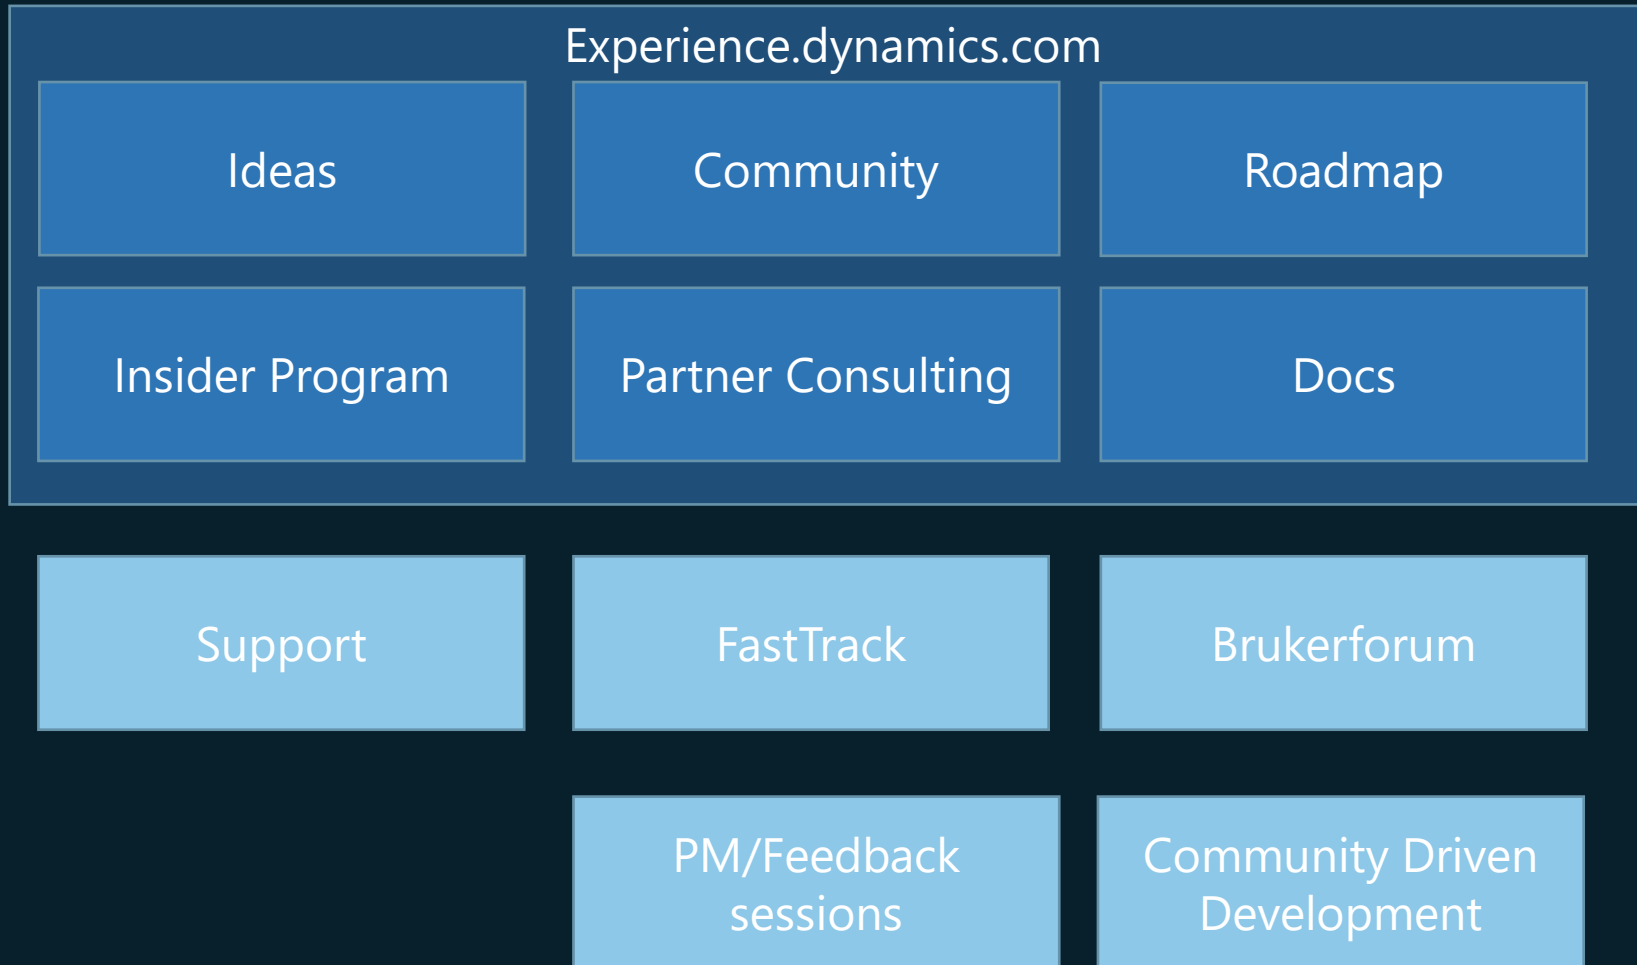 Experience.dynamics.com
Ideas
Community
Roadmap
Insider Program
Partner Consulting
Docs
Support
FastTrack
Brukerforum
PM/Feedback
sessions
Community Driven
Development